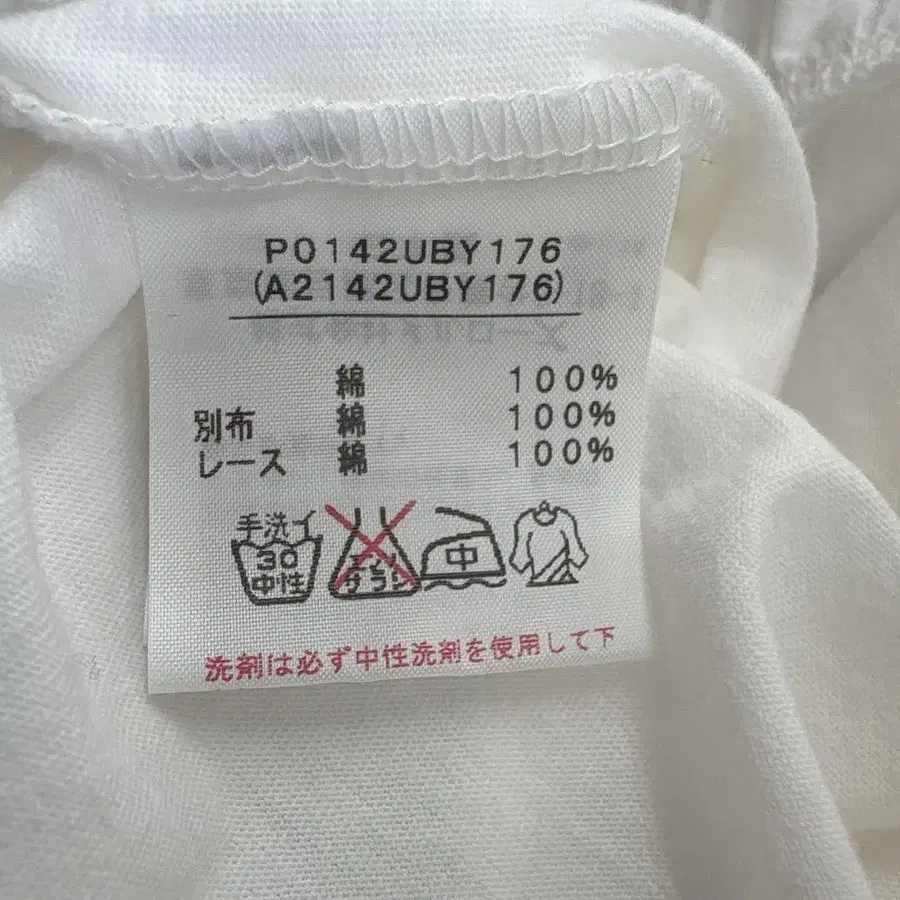 P0142UBY176
(A2142UBY176)
綿 100%
別布 綿 100%
レース 綿 100%
手洗イ
30
中性
中
洗剤は必ず中性洗剤を使用して下